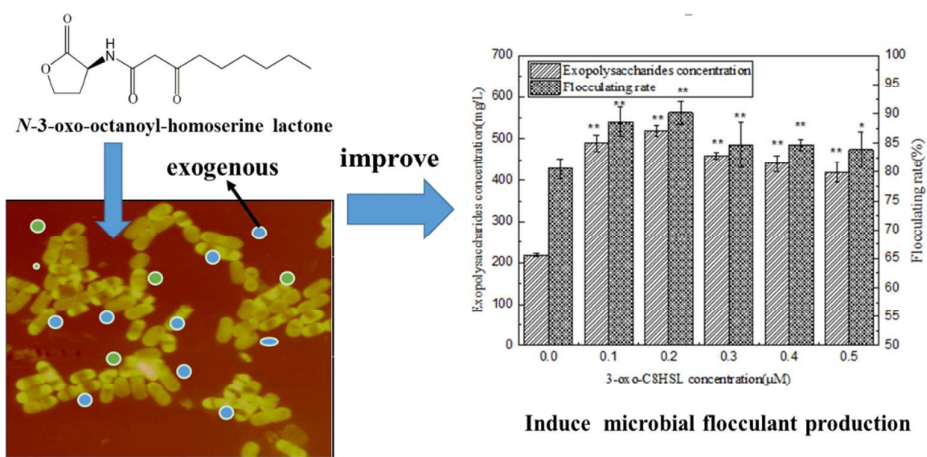 O
O
H
N
O
O
N-3-oxo-octanoyl-homoserine lactone
exogenous
improve
Exopolysaccharides concentration
Flocculating rate
Exopolysaccharides concentration(mg/L)
700
600
500
400
300
200
100
0
** ** ** ** ** ** ** ** ** *
100
95
90
85
80
75
70
65
60
55
50
Flocculating rate(%)
0.0 0.1 0.2 0.3 0.4 0.5
3-oxo-C8HSL concentration(μM)
Induce microbial flocculant production